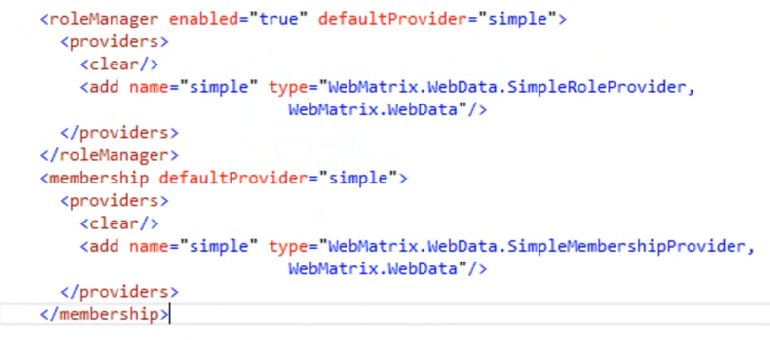 <roleManager enabled="true" defaultProvider="simple">
<providers>
<clear/>
<add name="simple" type="WebMatrix.WebData.SimpleRoleProvider,
WebMatrix.WebData"/>
</providers>
</roleManager>
<membership defaultProvider="simple">
<providers>
<clear/>
<add name="simple" type="WebMatrix.WebData.SimpleMembershipProvider,
WebMatrix.WebData"/>
</providers>
</membership>